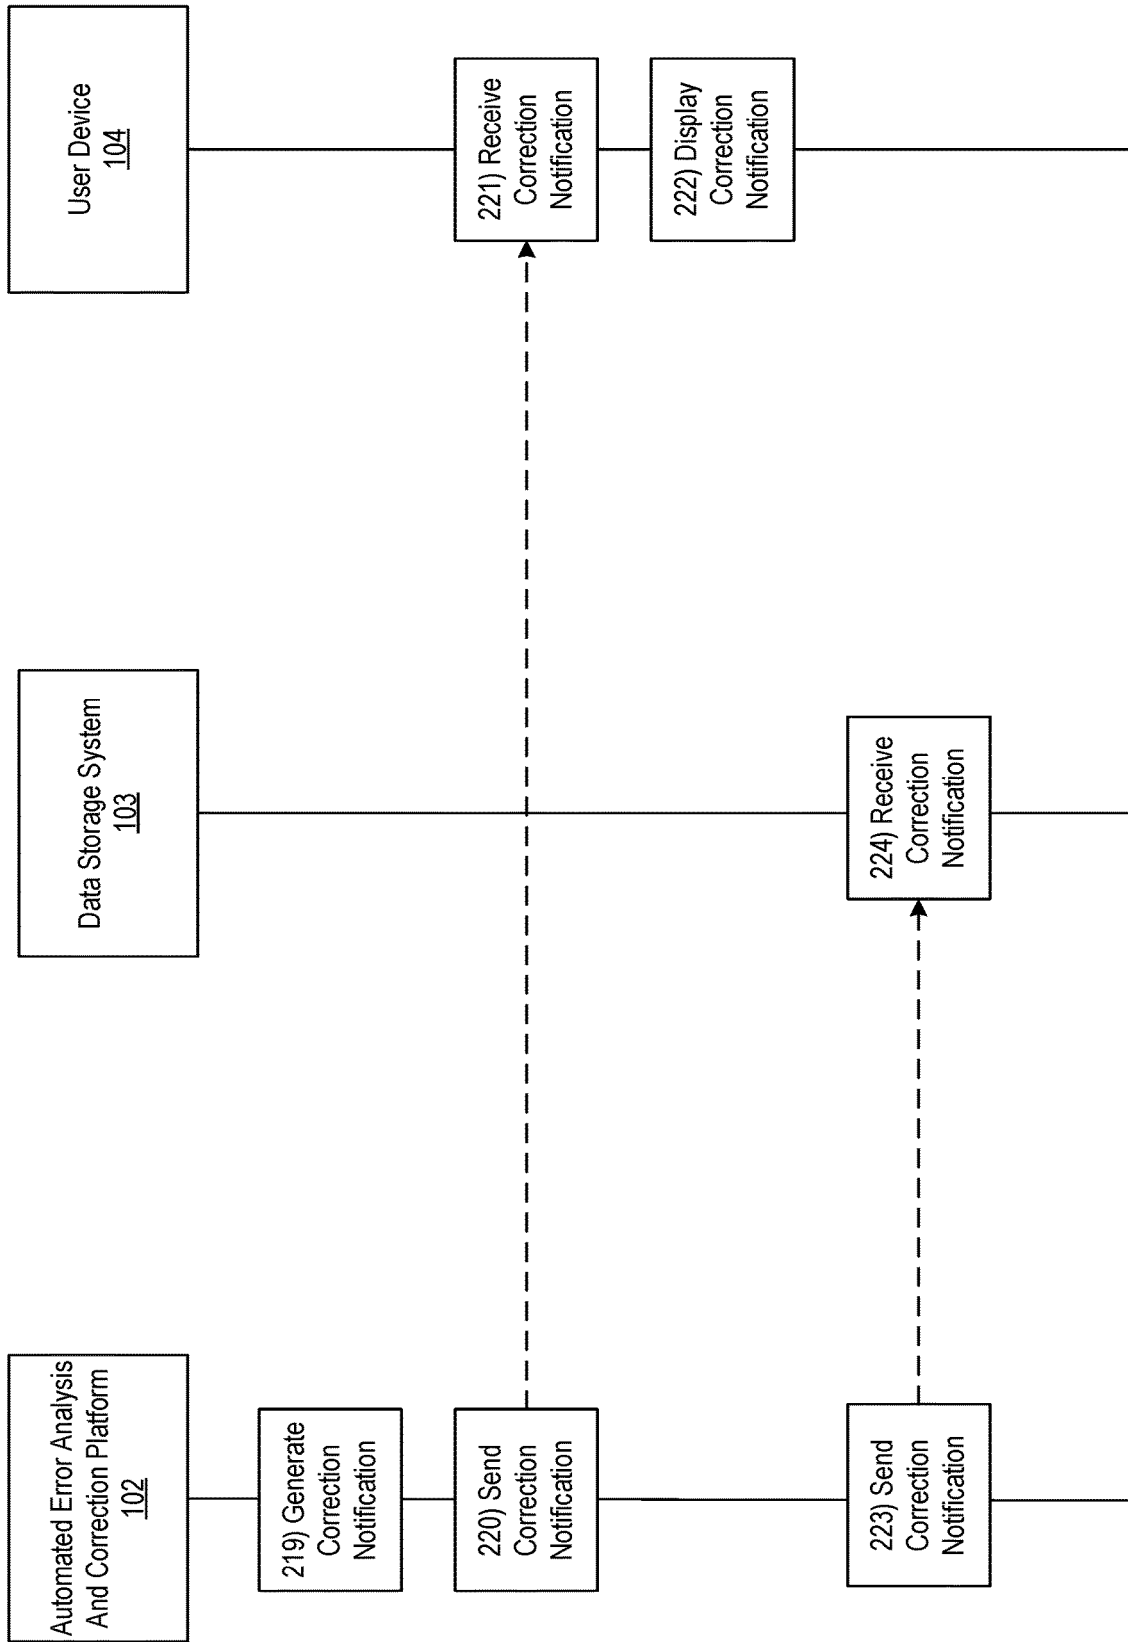 Automated Error Analysis
And Correction Platform
102
Data Storage System
103
User Device
104
219) Generate
Correction
Notification
220) Send
Correction
Notification
221) Receive
Correction
Notification
222) Display
Correction
Notification
223) Send
Correction
Notification
224) Receive
Correction
Notification